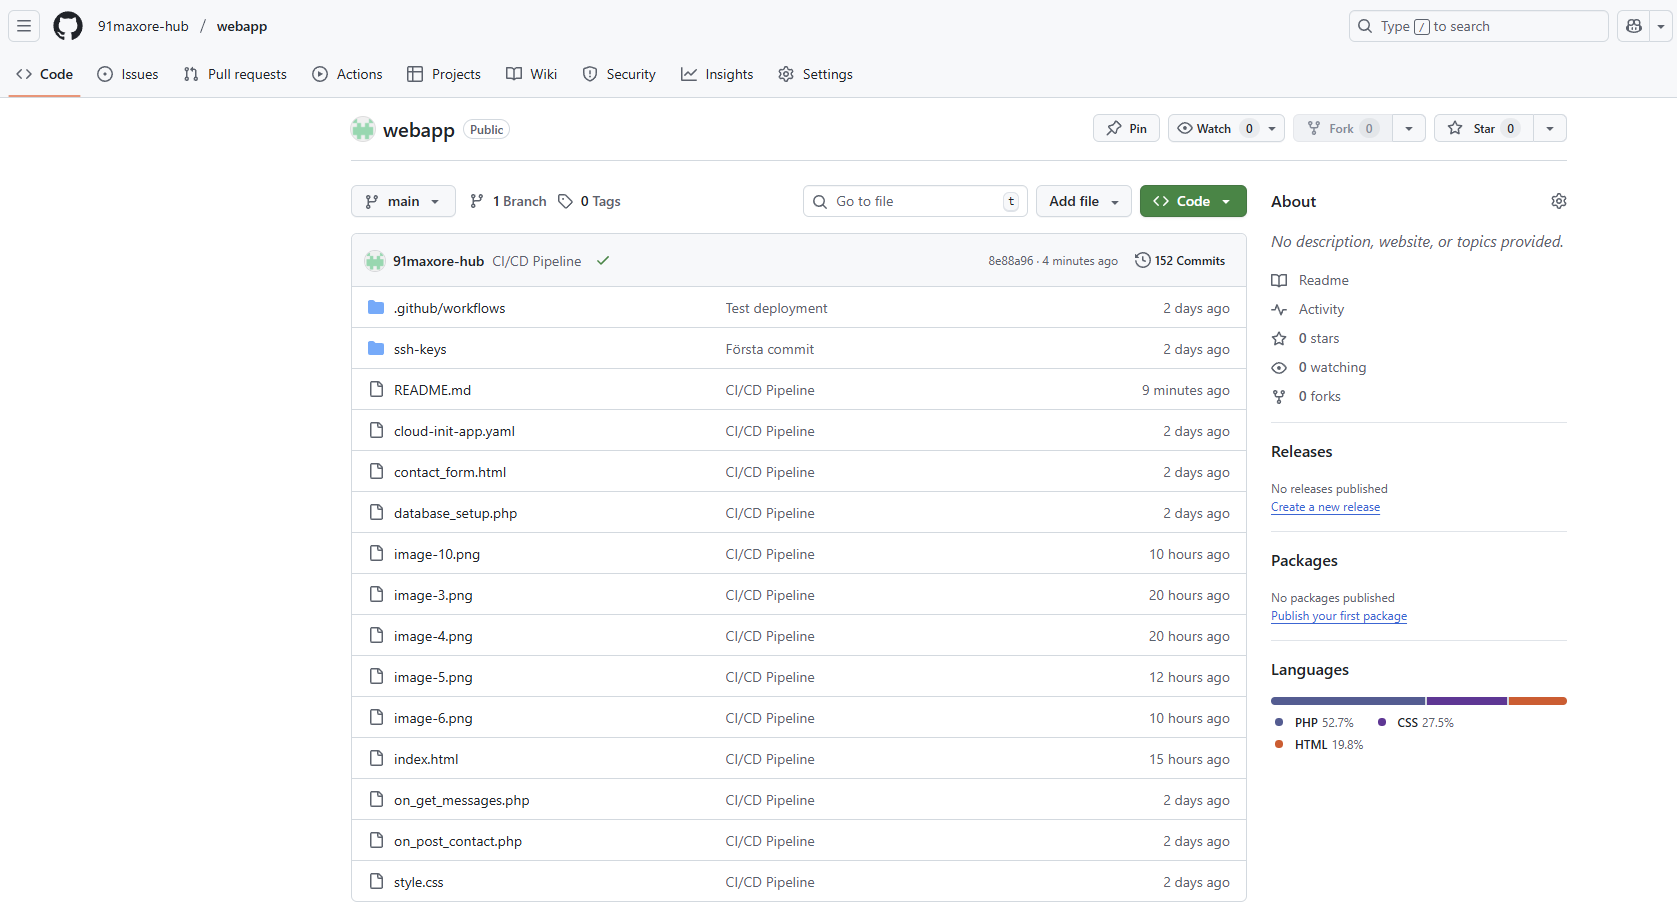 91maxore-hub / webapp
Type / to search
Code Issues Pull requests Actions Projects Wiki Security Insights Settings
webapp Public
Pin Watch 0 Fork 0 Star 0
main 1 Branch 0 Tags
Go to file t
Add file Code
91maxore-hub CI/CD Pipeline 8e88a96 · 4 minutes ago 152 Commits
.github/workflows Test deployment 2 days ago
ssh-keys Första commit 2 days ago
README.md CI/CD Pipeline 9 minutes ago
cloud-init-app.yaml CI/CD Pipeline 2 days ago
contact_form.html CI/CD Pipeline 2 days ago
database_setup.php CI/CD Pipeline 2 days ago
image-10.png CI/CD Pipeline 10 hours ago
image-3.png CI/CD Pipeline 20 hours ago
image-4.png CI/CD Pipeline 20 hours ago
image-5.png CI/CD Pipeline 12 hours ago
image-6.png CI/CD Pipeline 10 hours ago
index.html CI/CD Pipeline 15 hours ago
on_get_messages.php CI/CD Pipeline 2 days ago
on_post_contact.php CI/CD Pipeline 2 days ago
style.css CI/CD Pipeline 2 days ago
About
No description, website, or topics provided.
Readme
Activity
0 stars
0 watching
0 forks
Releases
No releases published
Create a new release
Packages
No packages published
Publish your first package
Languages
PHP 52.7% CSS 27.5%
HTML 19.8%